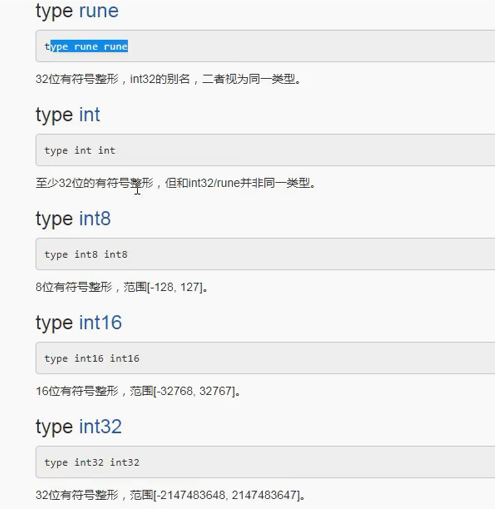 type rune
type rune rune
32位有符号整形，int32的别名，二者视为同一类型。
type int
type int int
至少32位的有符号整形，但和int32/rune并非同一类型。
type int8
type int8 int8
8位有符号整形，范围[-128, 127]。
type int16
type int16 int16
16位有符号整形，范围[-32768, 32767]。
type int32
type int32 int32
32位有符号整形，范围[-2147483648, 2147483647]。